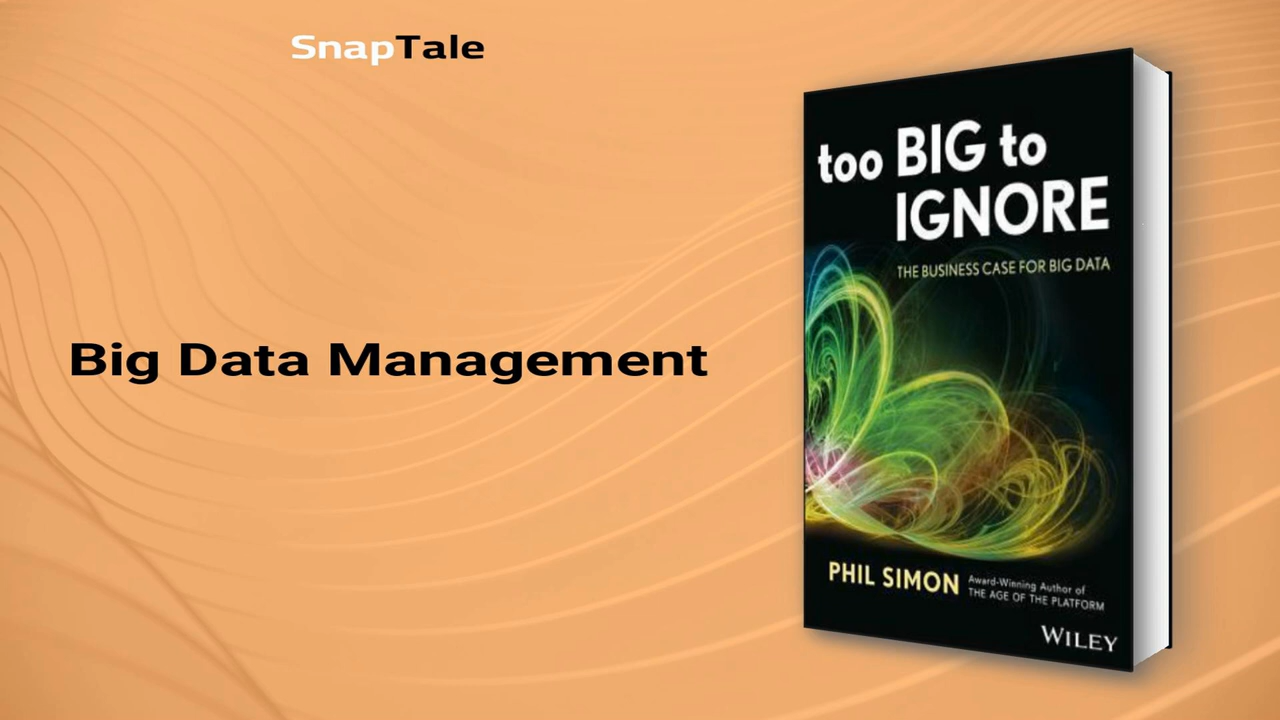 SnapTale
Big Data Management
too BIG to
IGNORE
THE BUSINESS CASE FOR BIG DATA
PHIL SIMON
Award-Winning Author of
THE AGE OF THE PLATFORM
WILEY